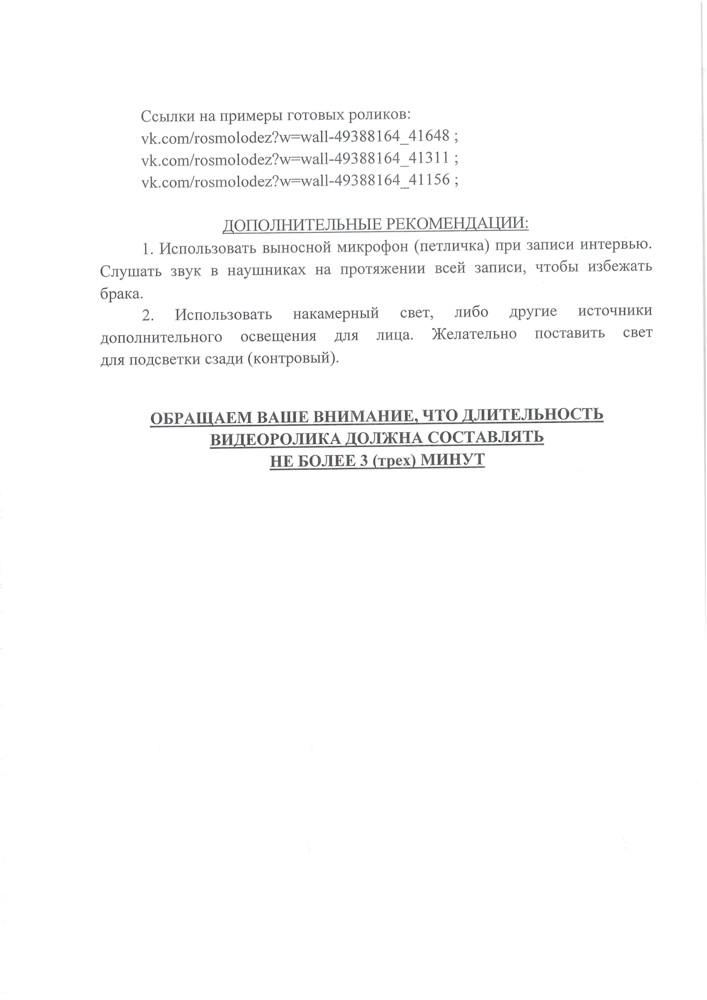 Ссылки на примеры готовых роликов:
vk.com/rosmolodez?w=wall-49388164_41648 ;
vk.com/rosmolodez?w=wall-49388164_41311 ;
vk.com/rosmolodez?w=wall-49388164_41156 ;
ДОПОЛНИТЕЛЬНЫЕ РЕКОМЕНДАЦИИ:
1. Использовать выносной микрофон (петличка) при записи интервью.
Слушать звук в наушниках на протяжении всей записи, чтобы избежать
брака.
2. Использовать накамерный свет, либо другие источники
дополнительного освещения для лица. Желательно поставить свет
для подсветки сзади (контровый).
ОБРАЩАЕМ ВАШЕ ВНИМАНИЕ, ЧТО ДЛИТЕЛЬНОСТЬ
ВИДЕОРОЛИКА ДОЛЖНА СОСТАВЛЯТЬ
НЕ БОЛЕЕ 3 (трех) МИНУТ